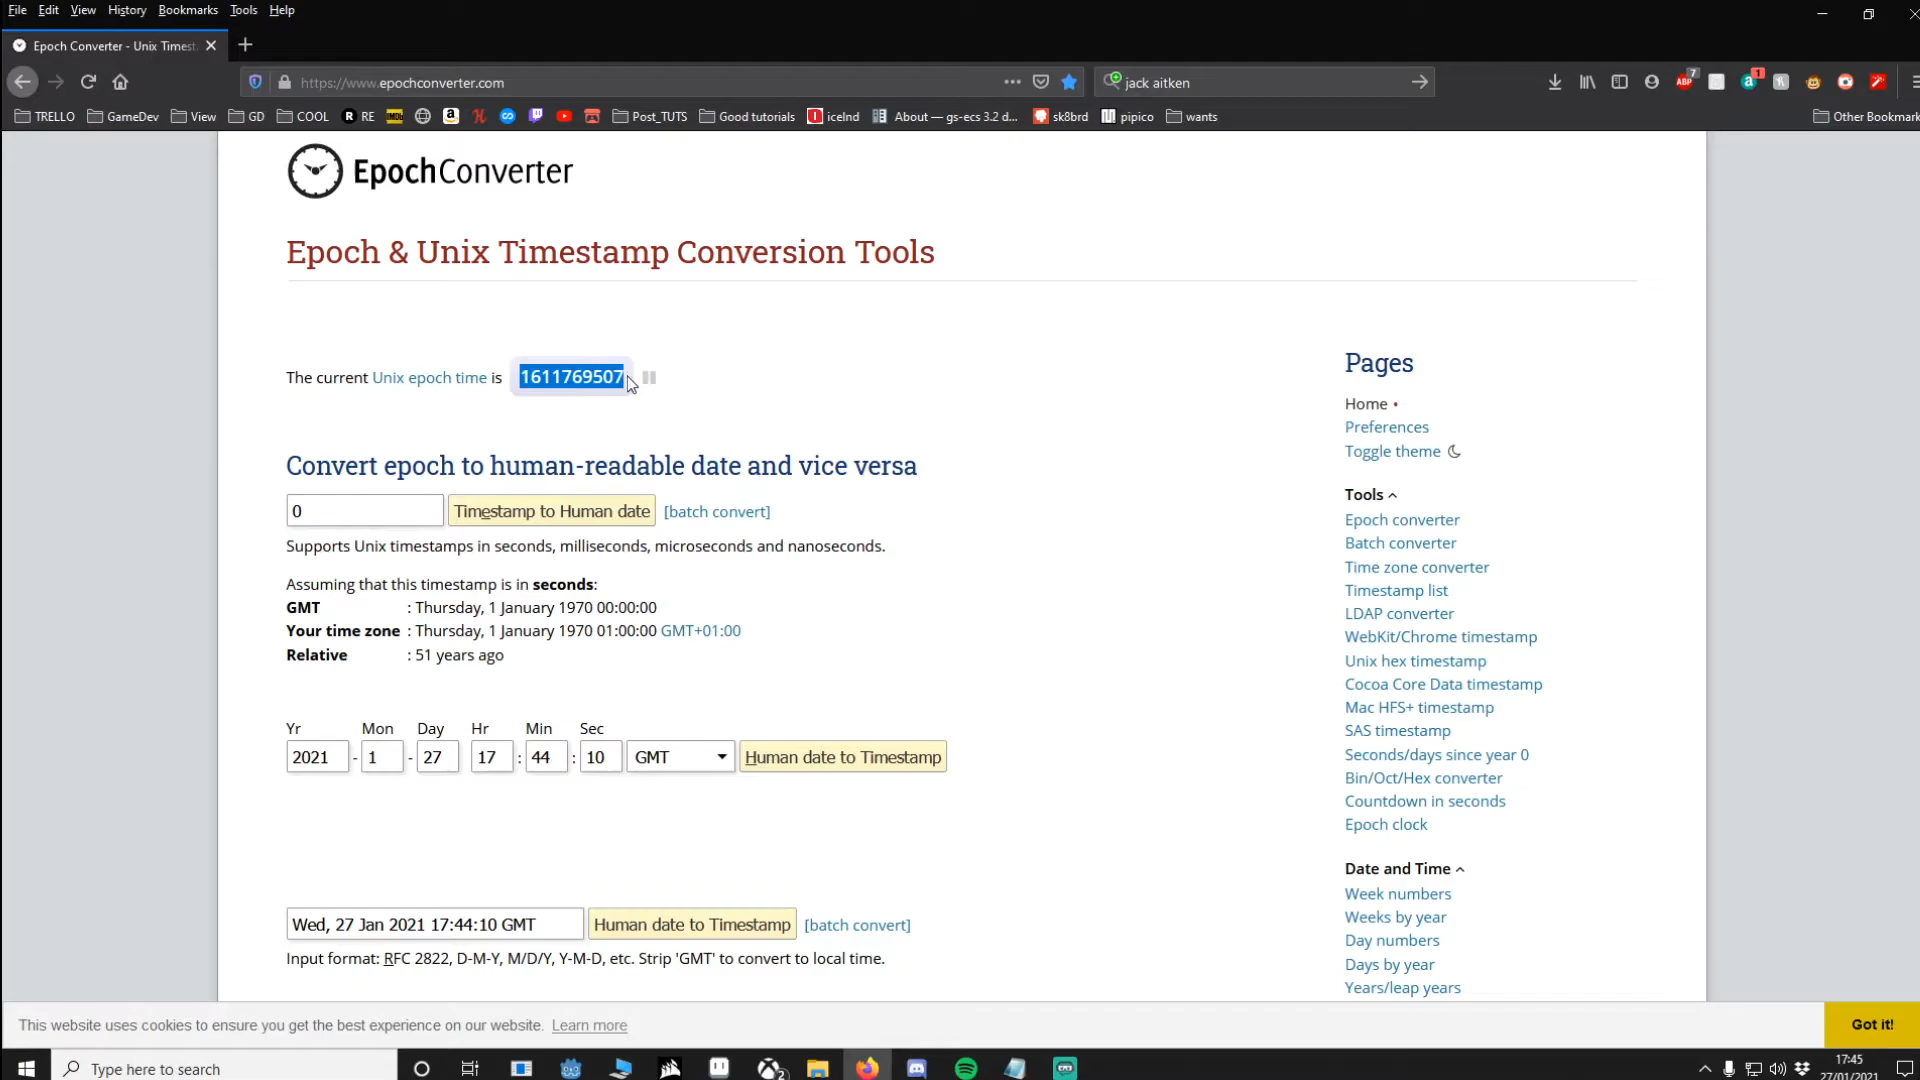 File Edit View History Bookmarks Tools Help
Epoch Converter - Unix Timest
https://www.epochconverter.com
jack aitken
7
1
TRELLO GameDev View GD COOL RE IMDb Post_TUTS Good tutorials icelnd About — gs-ecs 3.2 d... sk8brd pipico wants Other Bookmark
EpochConverter
Epoch & Unix Timestamp Conversion Tools
The current Unix epoch time is 1611769507
Convert epoch to human-readable date and vice versa
0 Timestamp to Human date [batch convert]
Supports Unix timestamps in seconds, milliseconds, microseconds and nanoseconds.
Assuming that this timestamp is in seconds:
GMT : Thursday, 1 January 1970 00:00:00
Your time zone : Thursday, 1 January 1970 01:00:00 GMT+01:00
Relative : 51 years ago
Yr Mon Day Hr Min Sec
2021 - 1 - 27 17 : 44 : 10 GMT Human date to Timestamp
Wed, 27 Jan 2021 17:44:10 GMT Human date to Timestamp [batch convert]
Input format: RFC 2822, D-M-Y, M/D/Y, Y-M-D, etc. Strip 'GMT' to convert to local time.
Pages
Home •
Preferences
Toggle theme
Tools
Epoch converter
Batch converter
Time zone converter
Timestamp list
LDAP converter
WebKit/Chrome timestamp
Unix hex timestamp
Cocoa Core Data timestamp
Mac HFS+ timestamp
SAS timestamp
Seconds/days since year 0
Bin/Oct/Hex converter
Countdown in seconds
Epoch clock
Date and Time
Week numbers
Weeks by year
Day numbers
Days by year
Years/leap years
This website uses cookies to ensure you get the best experience on our website. Learn more
Got it!
Type here to search
2
17:45
27/01/2021